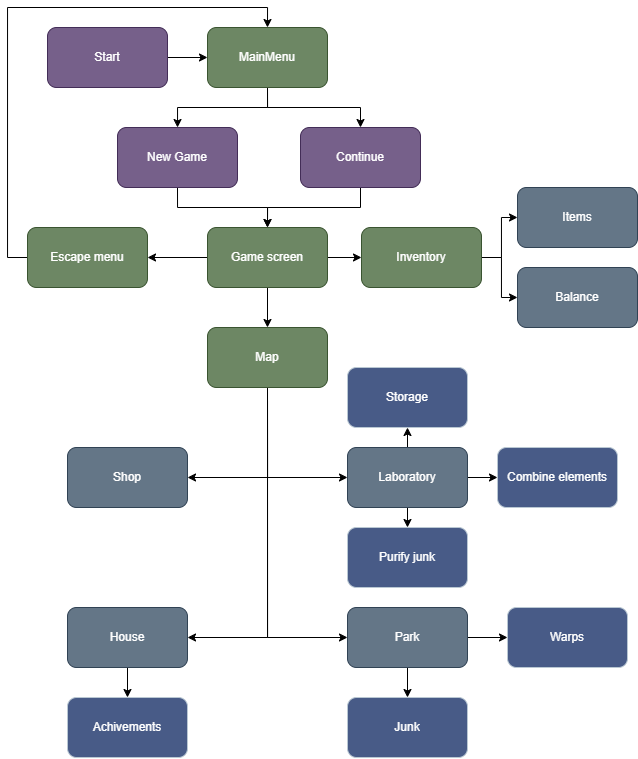 Start
MainMenu
New Game
Continue
Items
Escape menu
Game screen
Inventory
Balance
Map
Storage
Shop
Laboratory
Combine elements
Purify junk
House
Park
Warps
Achivements
Junk